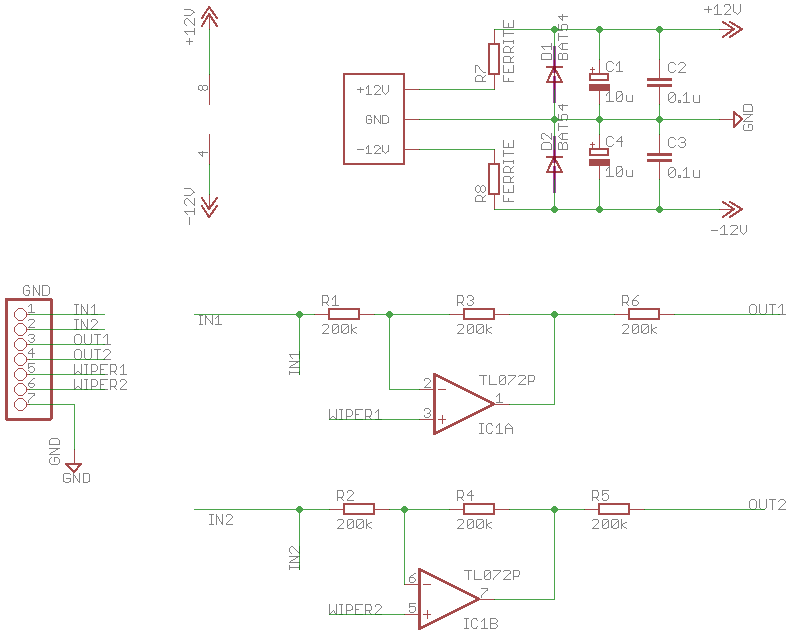 +12V
8
4
-12V
+12V
GND
-12V
R7
FERRITE
R8
FERRITE
D1
BAT54
D2
BAT54
+
C1
10u
C2
0.1u
+
C4
10u
C3
0.1u
+12V
GND
-12V
GND
1 IN1
2 IN2
3 OUT1
4 OUT2
5 WIPER1
6 WIPER2
7
GND
GND
IN1
IN1
R1
200k
R3
200k
R6
200k
OUT1
TL072P
2 -
3 +
1
WIPER1
IC1A
IN2
IN2
R2
200k
R4
200k
R5
200k
OUT2
TL072P
6 -
5 +
7
WIPER2
IC1B